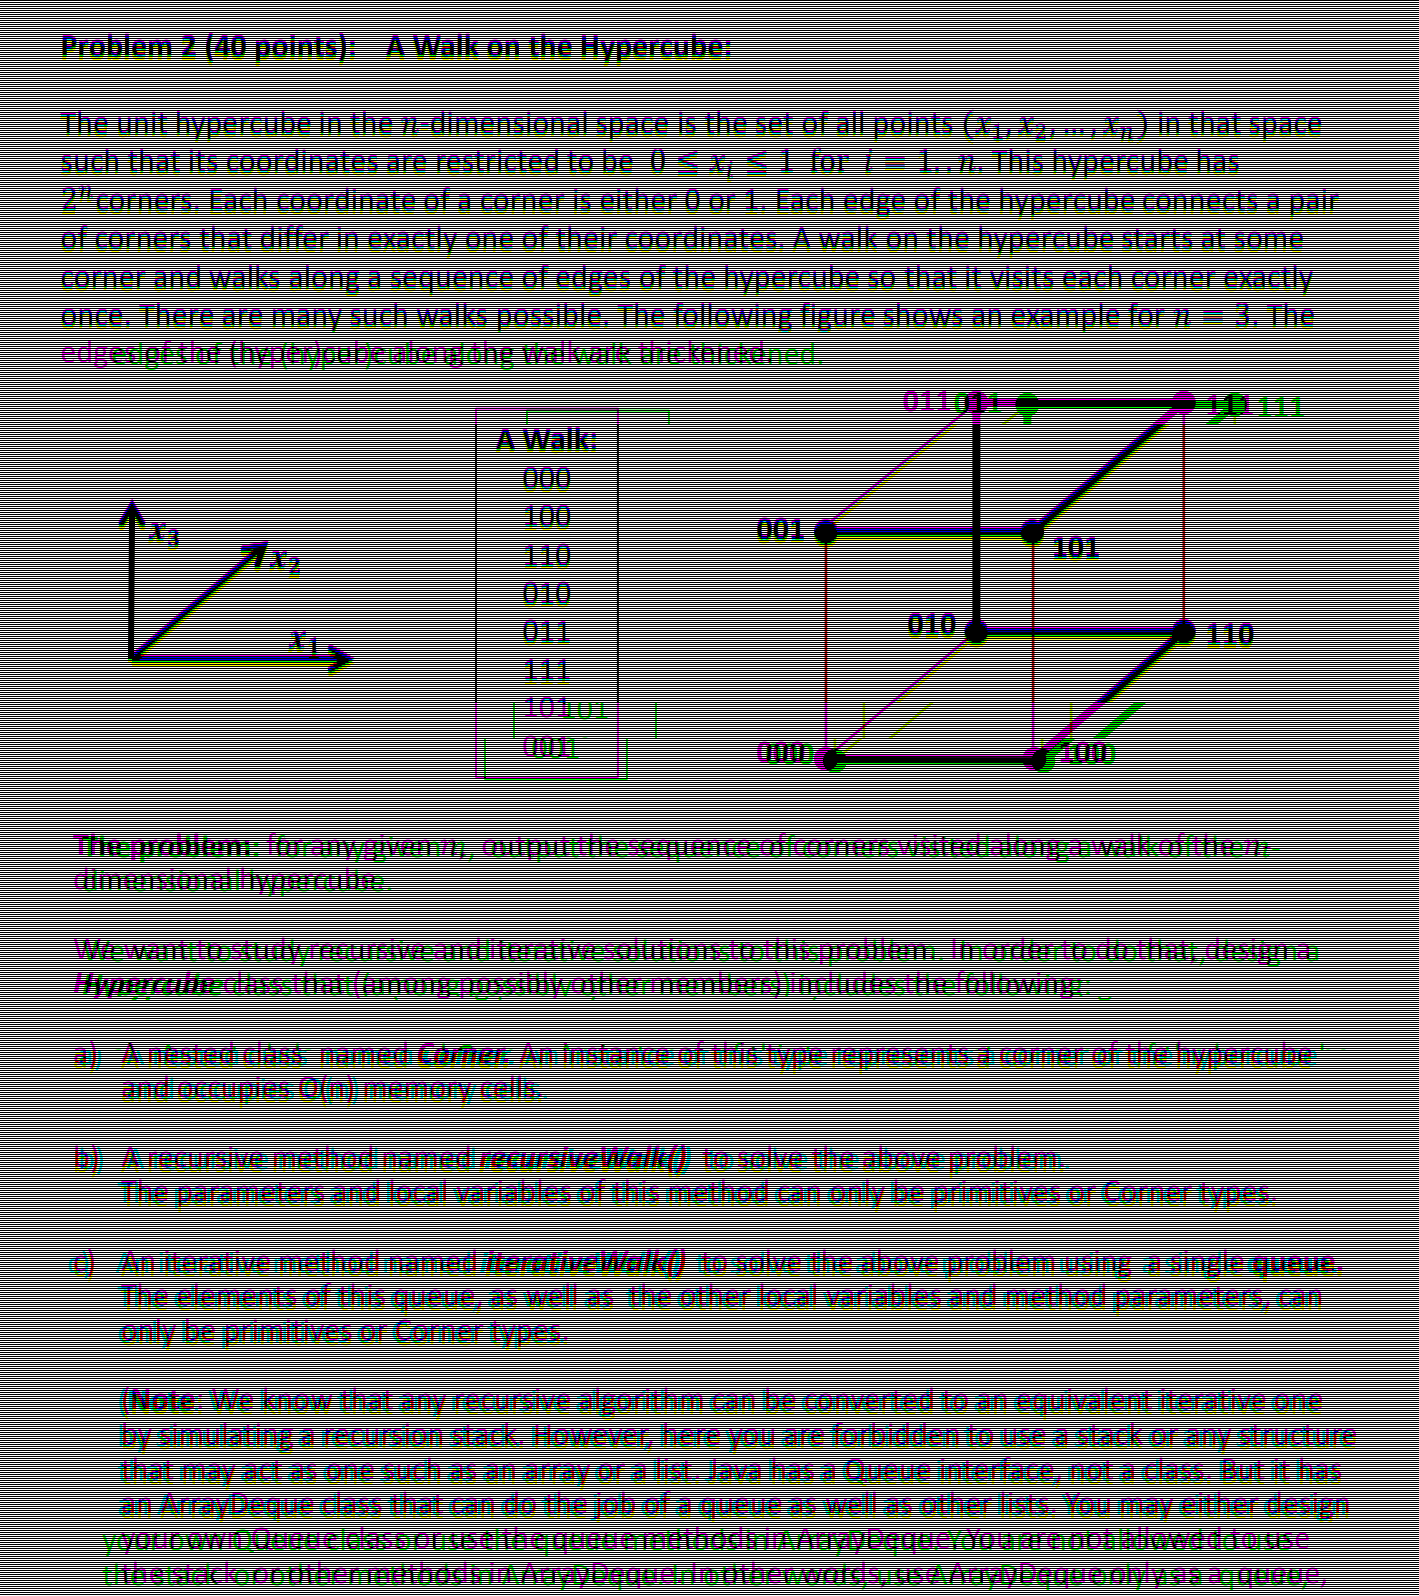 Problem 2 (40 points): A Walk on the Hypercube:
The unit hypercube in the n-dimensional space is the set of all points (x₁, x₂, ..., xₙ) in that space
such that its coordinates are restricted to be 0 ≤ xᵢ ≤ 1 for i = 1..n. This hypercube has
2ⁿ corners. Each coordinate of a corner is either 0 or 1. Each edge of the hypercube connects a pair
of corners that differ in exactly one of their coordinates. A walk on the hypercube starts at some
corner and walks along a sequence of edges of the hypercube so that it visits each corner exactly
once. There are many such walks possible. The following figure shows an example for n = 3. The
edges of the (hyper)cube along the walk are thickened.
A Walk:
000
100
110
010
011
111
101
001
x₃
x₂
x₁
011
111
001
101
010
110
000
100
The problem: for any given n, output the sequence of corners visited along a walk of the n-
dimensional hypercube.
We want to study recursive and iterative solutions to this problem. In order to do that, design a
Hypercube class that (among possibly other members) includes the following:
a) A nested class named Corner. An instance of this type represents a corner of the hypercube
and occupies O(n) memory cells.
b) A recursive method named recursiveWalk() to solve the above problem.
The parameters and local variables of this method can only be primitives or Corner types.
c) An iterative method named iterativeWalk() to solve the above problem using a single queue.
The elements of this queue, as well as the other local variables and method parameters, can
only be primitives or Corner types.
(Note: We know that any recursive algorithm can be converted to an equivalent iterative one
by simulating a recursion stack. However, here you are forbidden to use a stack or any structure
that may act as one such as an array or a list. Java has a Queue interface, not a class. But it has
an ArrayDeque class that can do the job of a queue as well as other lists. You may either design
your own Queue class or use the queue methods in ArrayDeque. You are not allowed to use
the stack or other methods in ArrayDeque. In other words, use ArrayDeque only as a queue,